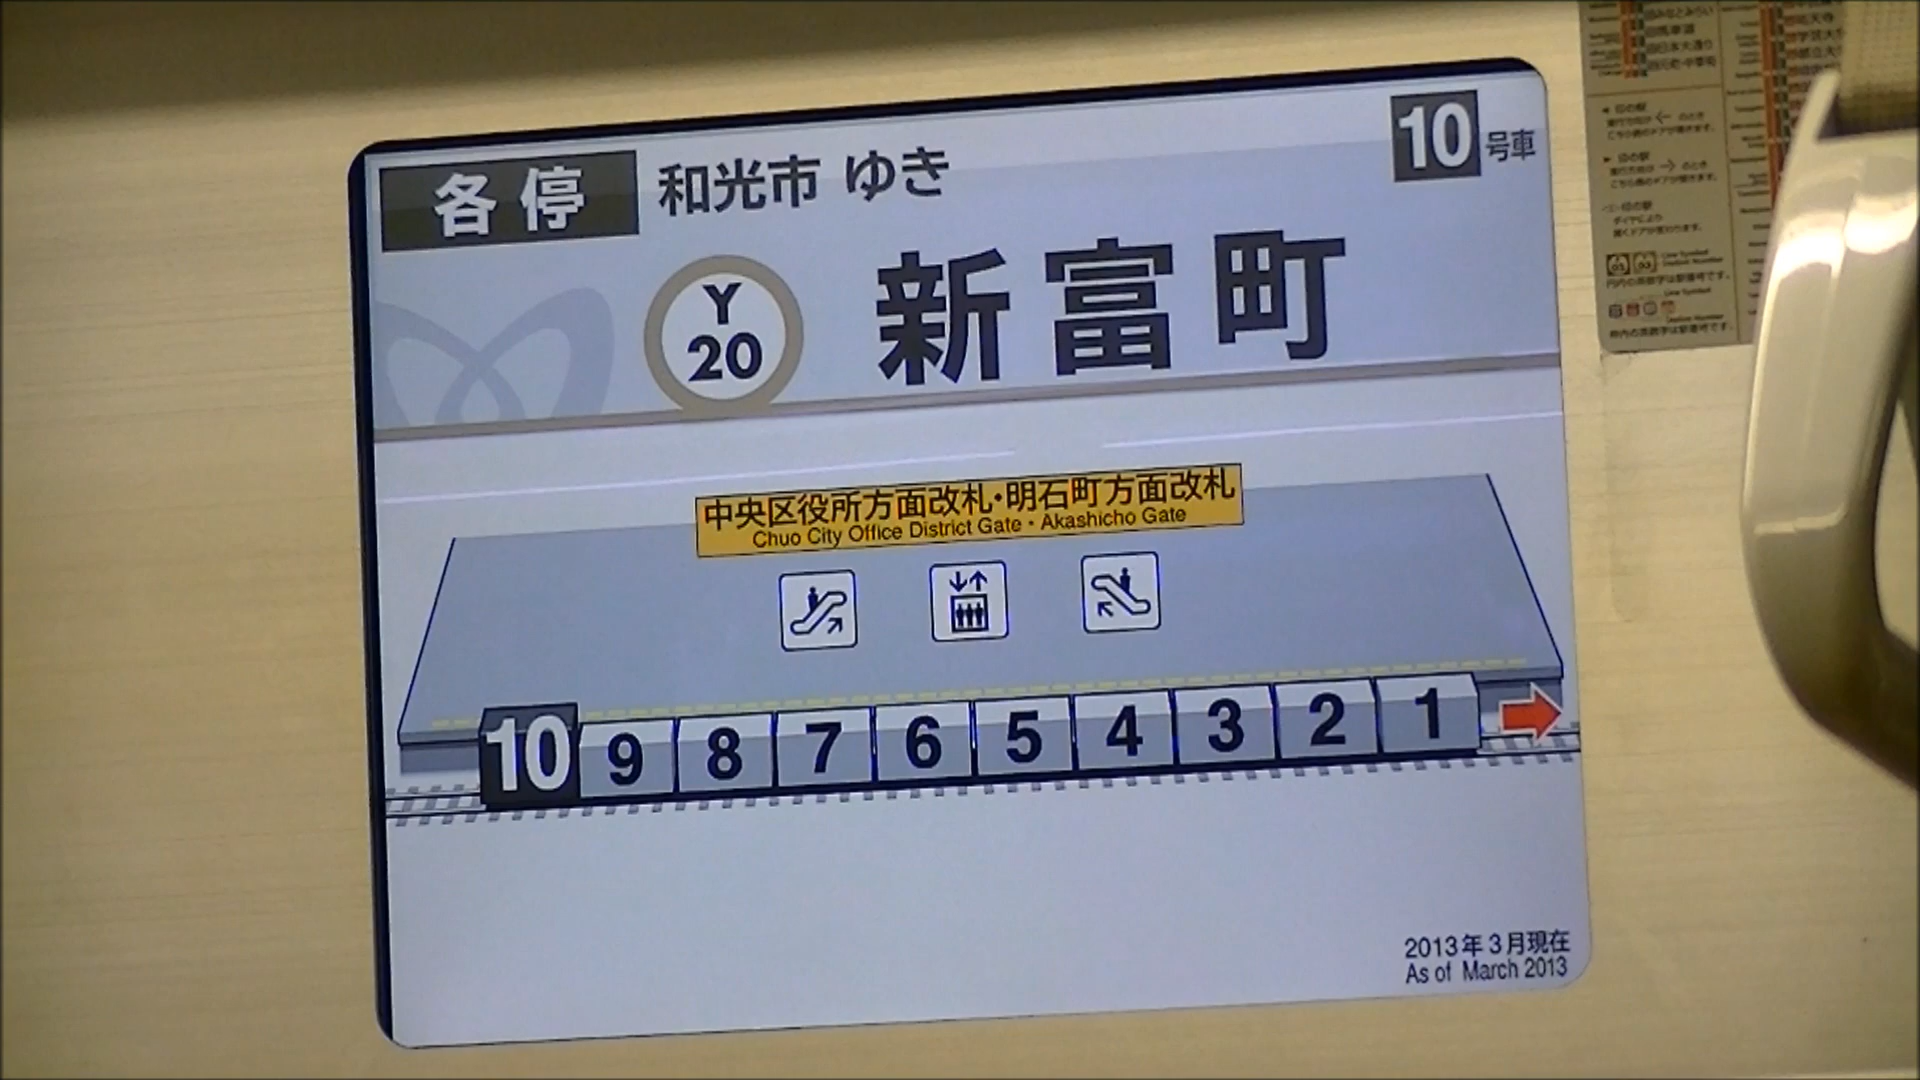 各停 和光市 ゆき 10号車
Y
20
新富町
中央区役所方面改札・明石町方面改札
Chuo City Office District Gate・Akashicho Gate
10 9 8 7 6 5 4 3 2 1
2013年3月現在
As of March 2013